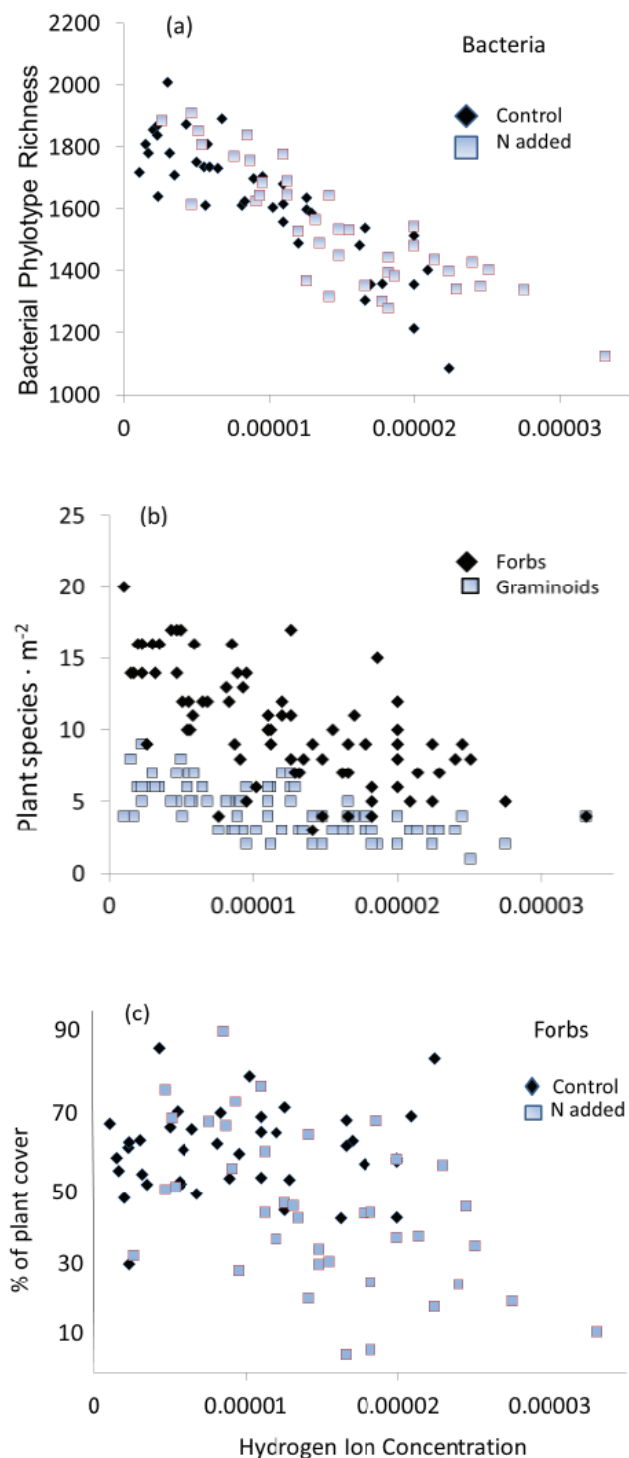 (a)
Bacteria
Control
N added
Bacterial Phylotype Richness
2200
2000
1800
1600
1400
1200
1000
0 0.00001 0.00002 0.00003
(b)
Forbs
Graminoids
Plant species · m-2
25
20
15
10
5
0
0 0.00001 0.00002 0.00003
(c)
Forbs
Control
N added
% of plant cover
90
70
50
30
10
0 0.00001 0.00002 0.00003
Hydrogen Ion Concentration